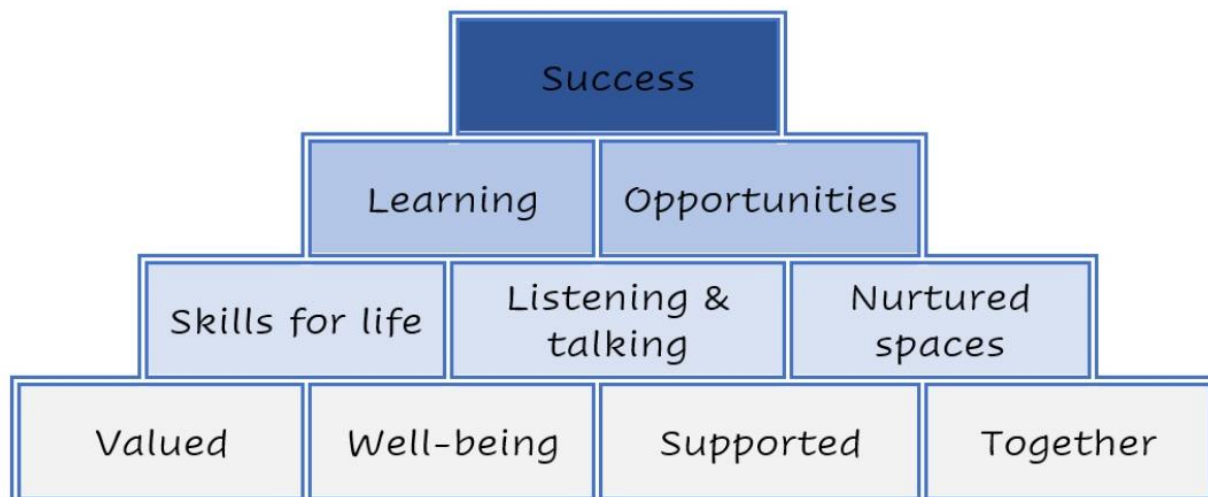 Success
Learning
Opportunities
Skills for life
Listening &
talking
Nurtured
spaces
Valued
Well-being
Supported
Together